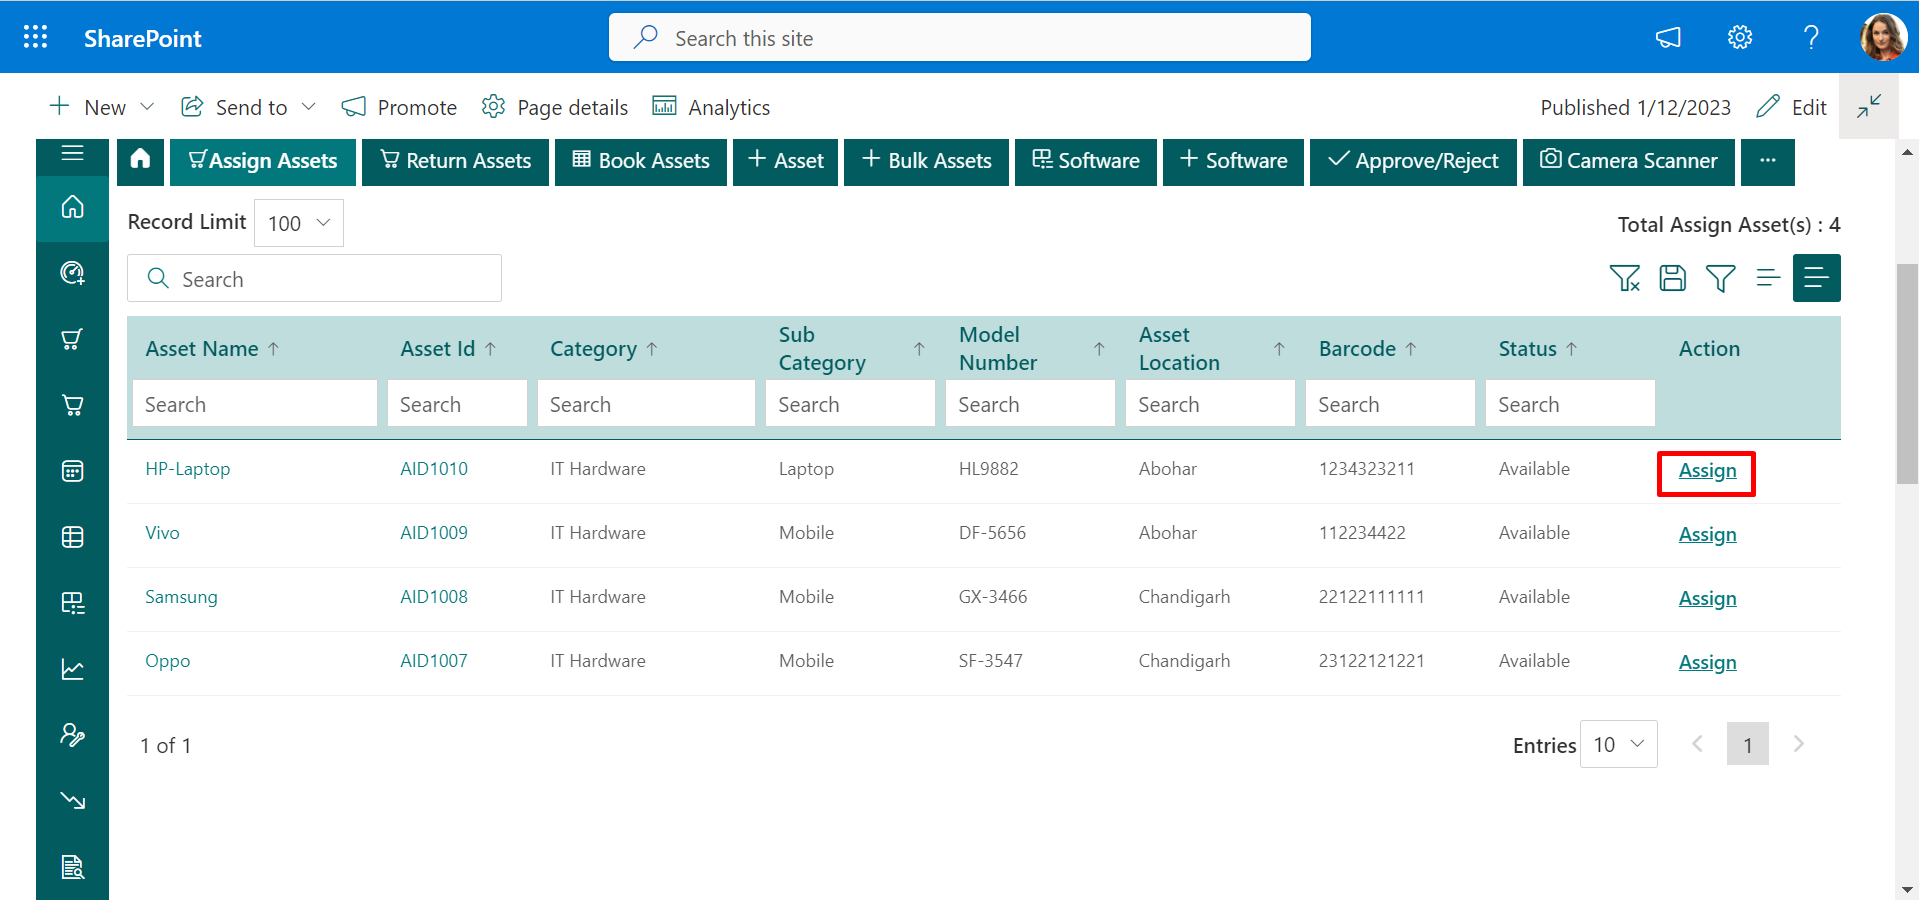 SharePoint
Search this site
New Send to Promote Page details Analytics Published 1/12/2023 Edit
Assign Assets Return Assets Book Assets + Asset + Bulk Assets Software + Software Approve/Reject Camera Scanner ...
Record Limit 100 Total Assign Asset(s) : 4
Search
Asset Name ↑ Asset Id ↑ Category ↑ Sub Category ↑ Model Number ↑ Asset Location ↑ Barcode ↑ Status ↑ Action
Search Search Search Search Search Search Search Search
HP-Laptop AID1010 IT Hardware Laptop HL9882 Abohar 1234323211 Available Assign
Vivo AID1009 IT Hardware Mobile DF-5656 Abohar 112234422 Available Assign
Samsung AID1008 IT Hardware Mobile GX-3466 Chandigarh 22122111111 Available Assign
Oppo AID1007 IT Hardware Mobile SF-3547 Chandigarh 23122121221 Available Assign
1 of 1 Entries 10 1